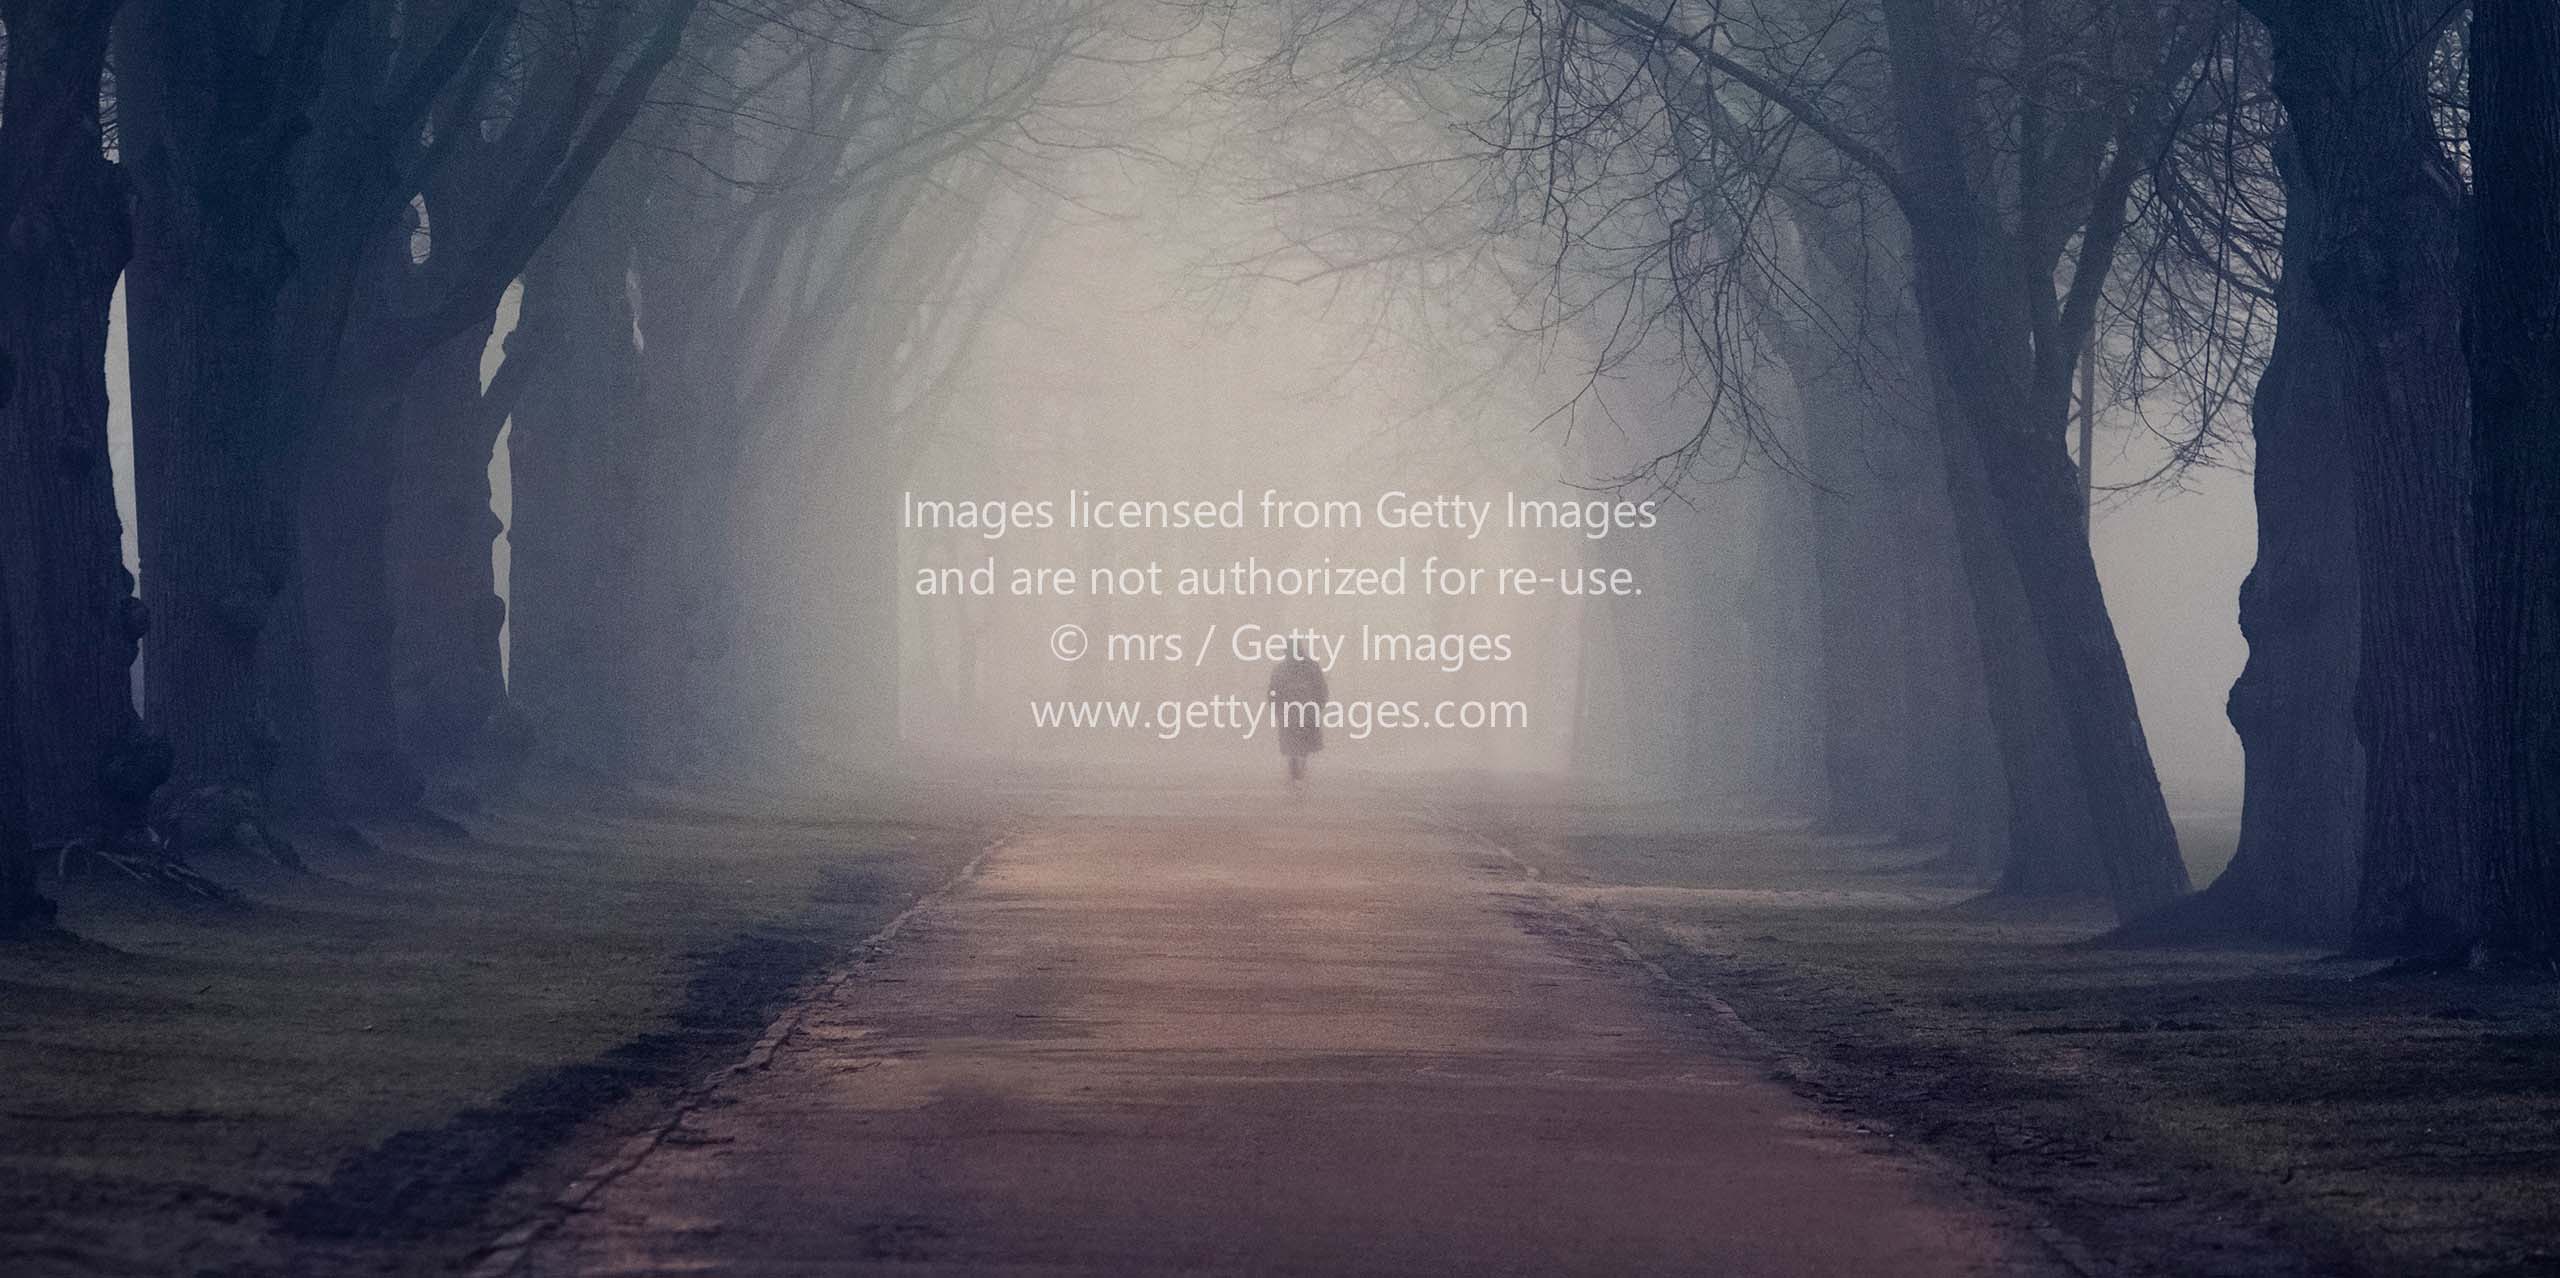 Images licensed from Getty Images
and are not authorized for re-use.
© mrs / Getty Images
www.gettyimages.com